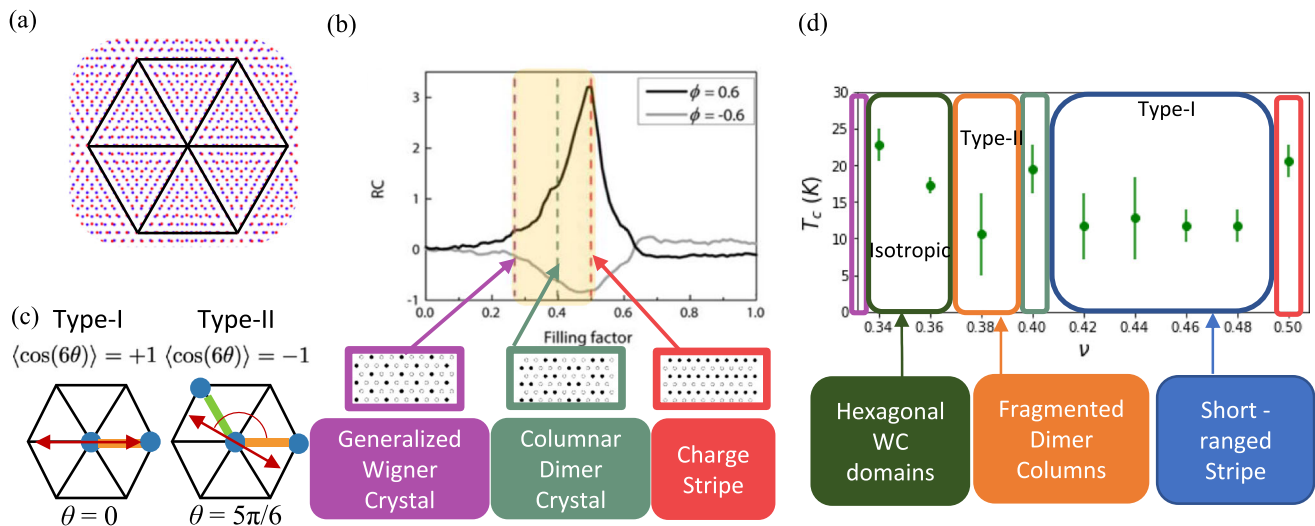 (a)
(b)
RC
3
2
1
0
-1
0.0
0.2
0.4
0.6
0.8
1.0
Filling factor
ϕ = 0.6
ϕ = -0.6
Generalized
Wigner
Crystal
Columnar
Dimer
Crystal
Charge
Stripe
(c)
Type-I
⟨cos(6θ)⟩ = +1
θ = 0
Type-II
⟨cos(6θ)⟩ = −1
θ = 5π/6
(d)
T_c (K)
30
25
20
15
10
5
0
0.34
0.36
0.38
0.40
0.42
0.44
0.46
0.48
0.50
ν
Isotropic
Type-II
Type-I
Hexagonal
WC
domains
Fragmented
Dimer
Columns
Short -
ranged
Stripe